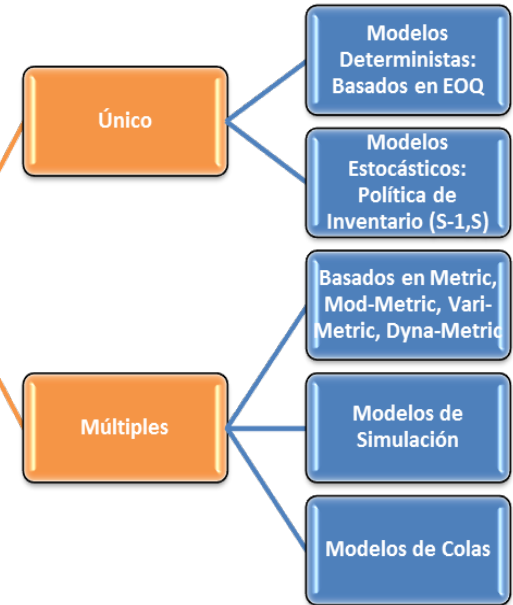 Único
Modelos
Deterministas:
Basados en EOQ
Modelos
Estocásticos:
Política de
Inventario (S-1,S)
Múltiples
Basados en Metric,
Mod-Metric, Vari-
Metric, Dyna-Metric
Modelos de
Simulación
Modelos de Colas